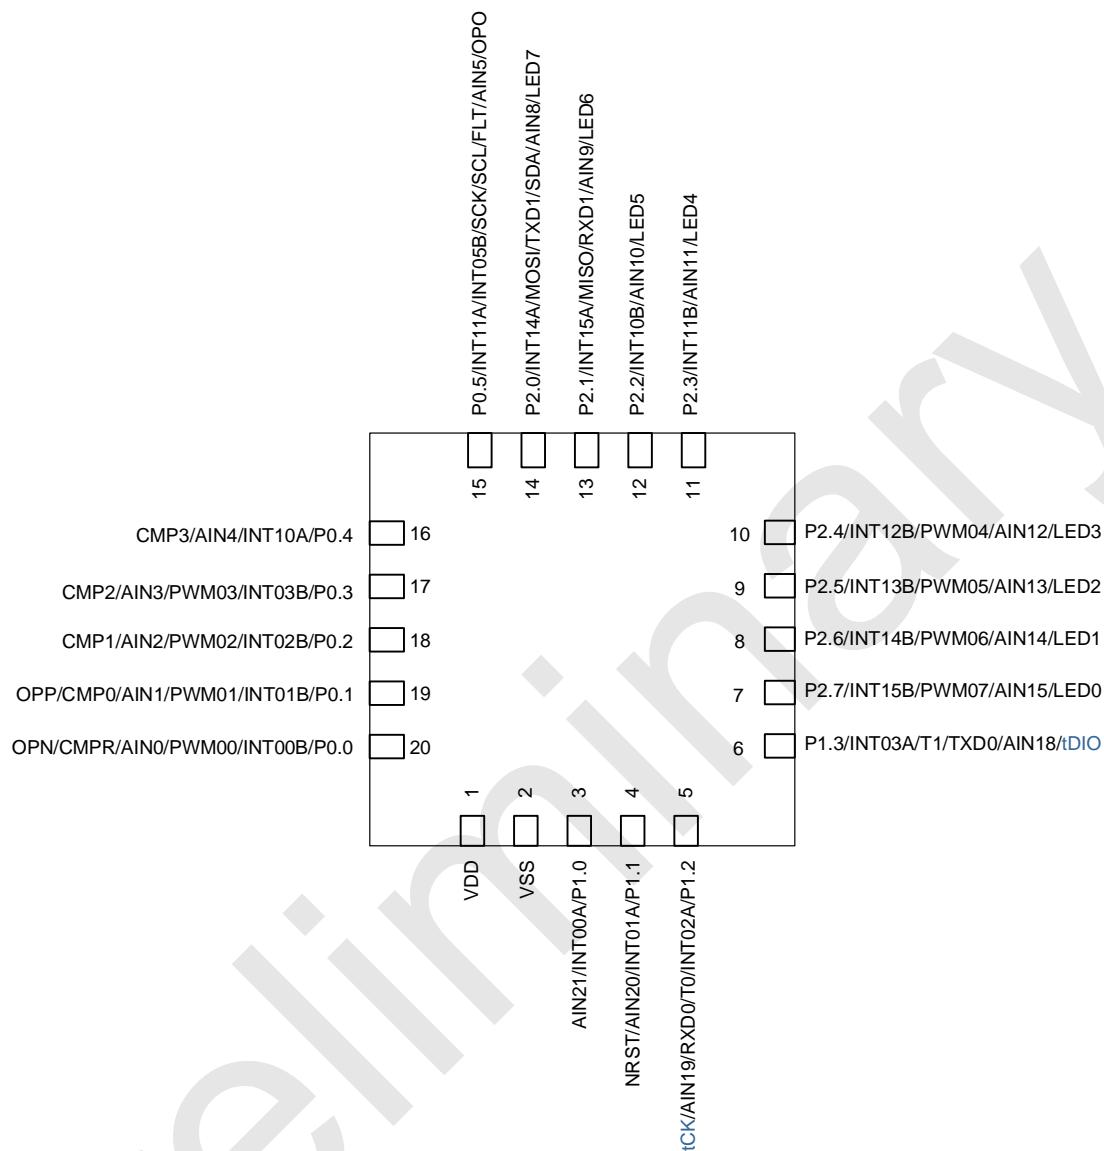 P0.5/INT11A/INT05B/SCK/SCL/FLT/AIN5/OPO
P2.0/INT14A/MOSI/TXD1/SDA/AIN8/LED7
P2.1/INT15A/MISO/RXD1/AIN9/LED6
P2.2/INT10B/AIN10/LED5
P2.3/INT11B/AIN11/LED4
15
14
13
12
11
CMP3/AIN4/INT10A/P0.4 16
CMP2/AIN3/PWM03/INT03B/P0.3 17
CMP1/AIN2/PWM02/INT02B/P0.2 18
OPP/CMP0/AIN1/PWM01/INT01B/P0.1 19
OPN/CMPR/AIN0/PWM00/INT00B/P0.0 20
10 P2.4/INT12B/PWM04/AIN12/LED3
9 P2.5/INT13B/PWM05/AIN13/LED2
8 P2.6/INT14B/PWM06/AIN14/LED1
7 P2.7/INT15B/PWM07/AIN15/LED0
6 P1.3/INT03A/T1/TXD0/AIN18/tDIO
1
2
3
4
5
VDD
VSS
AIN21/INT00A/P1.0
NRST/AIN20/INT01A/P1.1
tCK/AIN19/RXD0/T0/INT02A/P1.2
eliminary